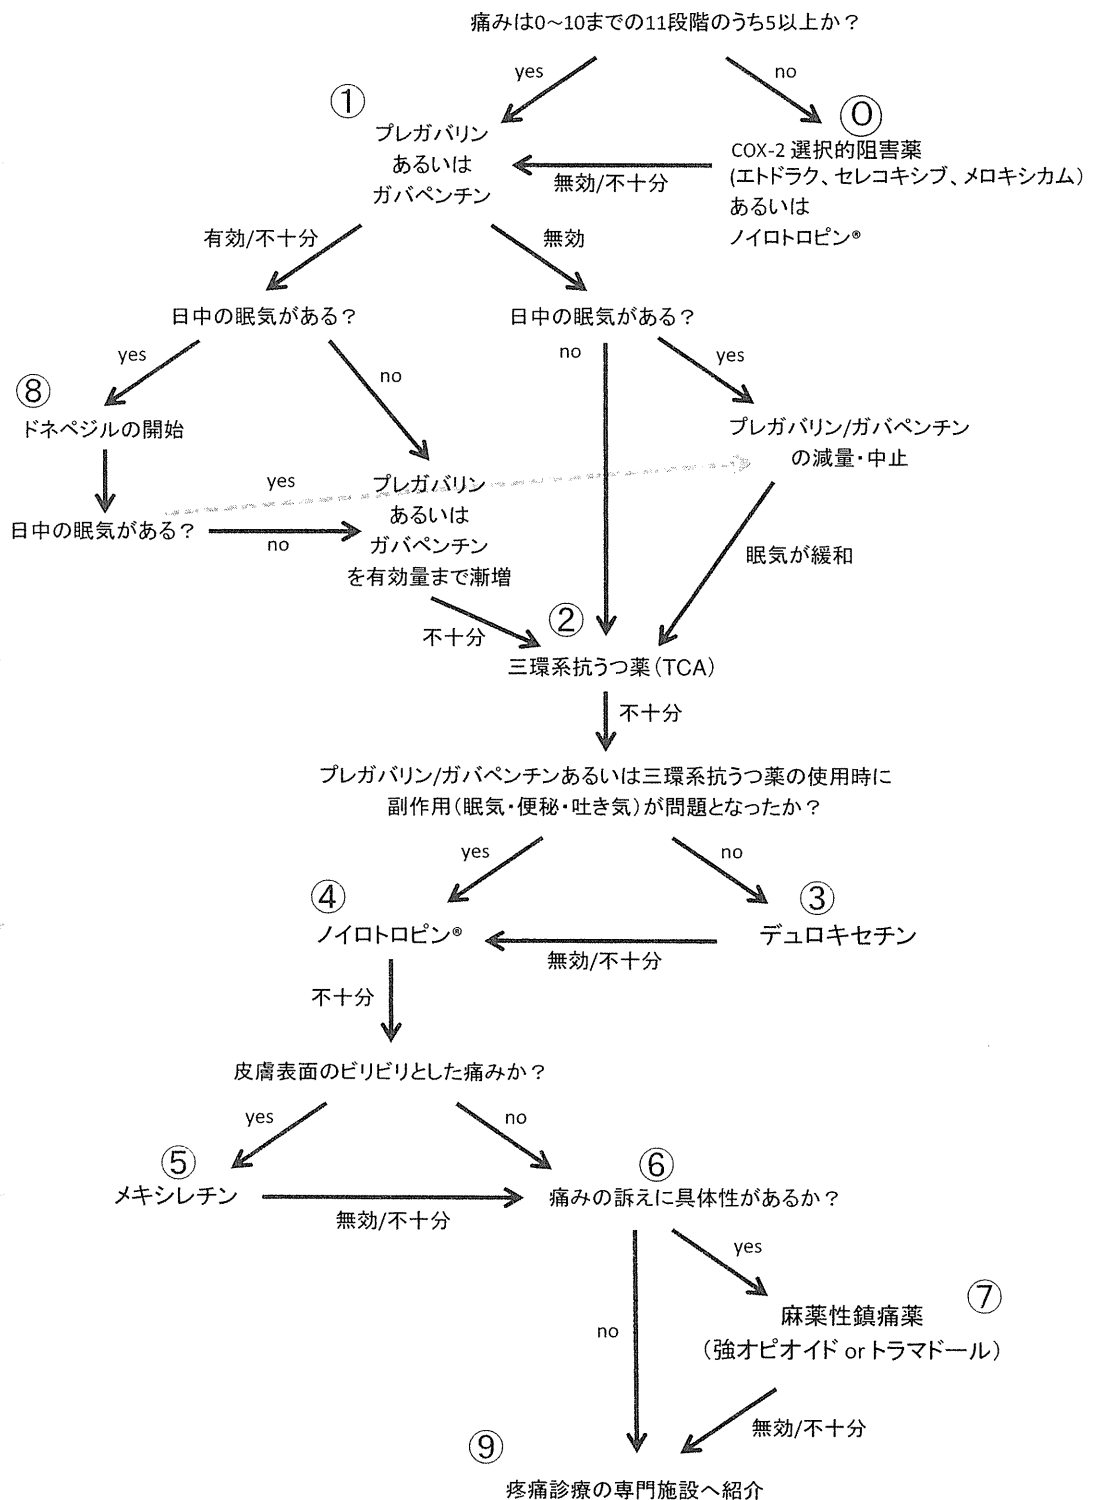 痛みは0～10までの11段階のうち5以上か？
yes
no
①
プレガバリン
あるいは
ガバペンチン
⓪
COX-2 選択的阻害薬
(エトドラク、セレコキシブ、メロキシカム)
あるいは
ノイロトロピン®
無効/不十分
有効/不十分
無効
日中の眠気がある？
日中の眠気がある？
yes
no
no
yes
⑧
ドネペジルの開始
プレガバリン/ガバペンチン
の減量・中止
日中の眠気がある？
yes
no
プレガバリン
あるいは
ガバペンチン
を有効量まで漸増
眠気が緩和
不十分
②
三環系抗うつ薬（TCA）
不十分
プレガバリン/ガバペンチンあるいは三環系抗うつ薬の使用時に
副作用（眠気・便秘・吐き気）が問題となったか？
yes
no
④
ノイロトロピン®
③
デュロキセチン
無効/不十分
不十分
皮膚表面のビリビリとした痛みか？
yes
no
⑤
メキシレチン
無効/不十分
⑥
痛みの訴えに具体性があるか？
yes
no
⑦
麻薬性鎮痛薬
（強オピオイド or トラマドール）
無効/不十分
⑨
疼痛診療の専門施設へ紹介